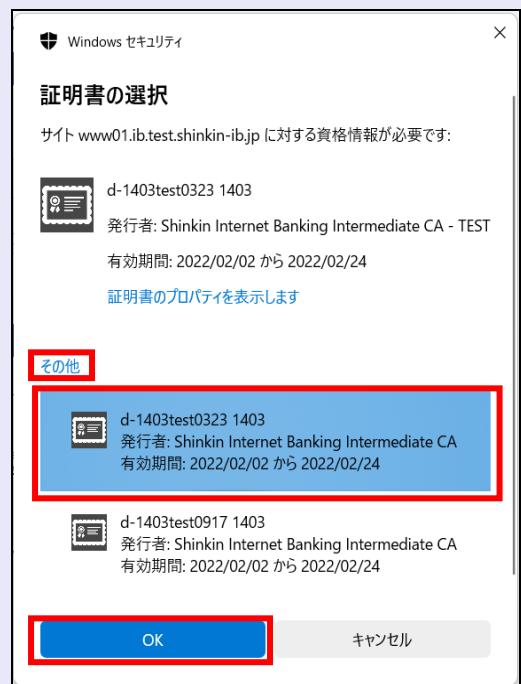 Windows セキュリティ
証明書の選択
サイト www01.ib.test.shinkin-ib.jp に対する資格情報が必要です:
d-1403test0323 1403
発行者: Shinkin Internet Banking Intermediate CA - TEST
有効期間: 2022/02/02 から 2022/02/24
証明書のプロパティを表示します
その他
d-1403test0323 1403
発行者: Shinkin Internet Banking Intermediate CA
有効期間: 2022/02/02 から 2022/02/24
d-1403test0917 1403
発行者: Shinkin Internet Banking Intermediate CA
有効期間: 2022/02/02 から 2022/02/24
OK
キャンセル